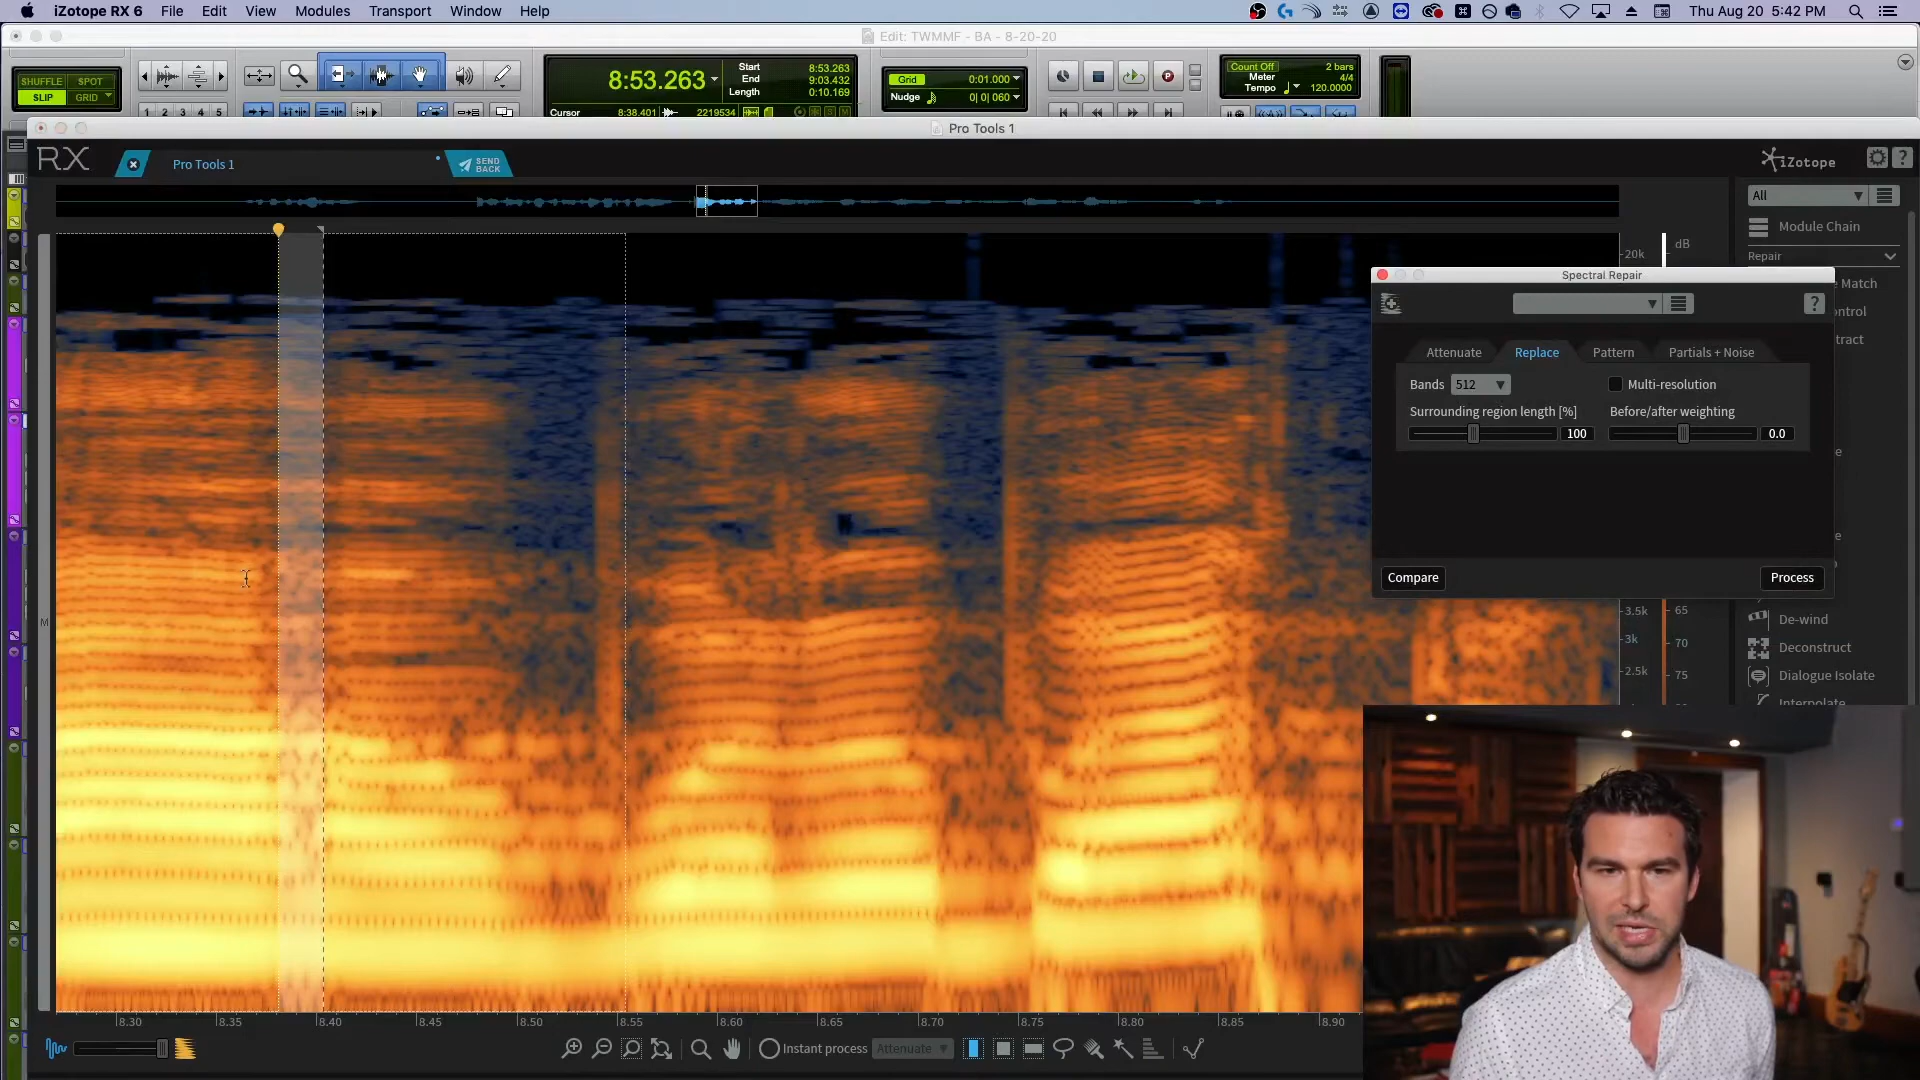 iZotope RX 6 File Edit View Modules Transport Window Help
Thu Aug 20 5:42 PM
Edit: TWMMF - BA - 8-20-20
SHUFFLE SPOT
SLIP GRID
1 2 3 4 5
8:53.263
Start 8:53.263
End 9:03.432
Length 0:10.169
Cursor 8:38.401 2219534
Grid 0:01.000
Nudge 0| 0| 060
Count Off 2 bars
Meter 4/4
Tempo 120.0000
Pro Tools 1
RX
Pro Tools 1
SEND
BACK
iZotope
?
All
Module Chain
Repair
e Match
ontrol
tract
dB
20k
Spectral Repair
?
Attenuate Replace Pattern Partials + Noise
Bands 512 Multi-resolution
Surrounding region length [%] Before/after weighting
100 0.0
Compare Process
M
3.5k 65
3k 70
2.5k 75
De-wind
Deconstruct
Dialogue Isolate
Interpolate
8.30 8.35 8.40 8.45 8.50 8.55 8.60 8.65 8.70 8.75 8.80 8.85 8.90
Instant process Attenuate